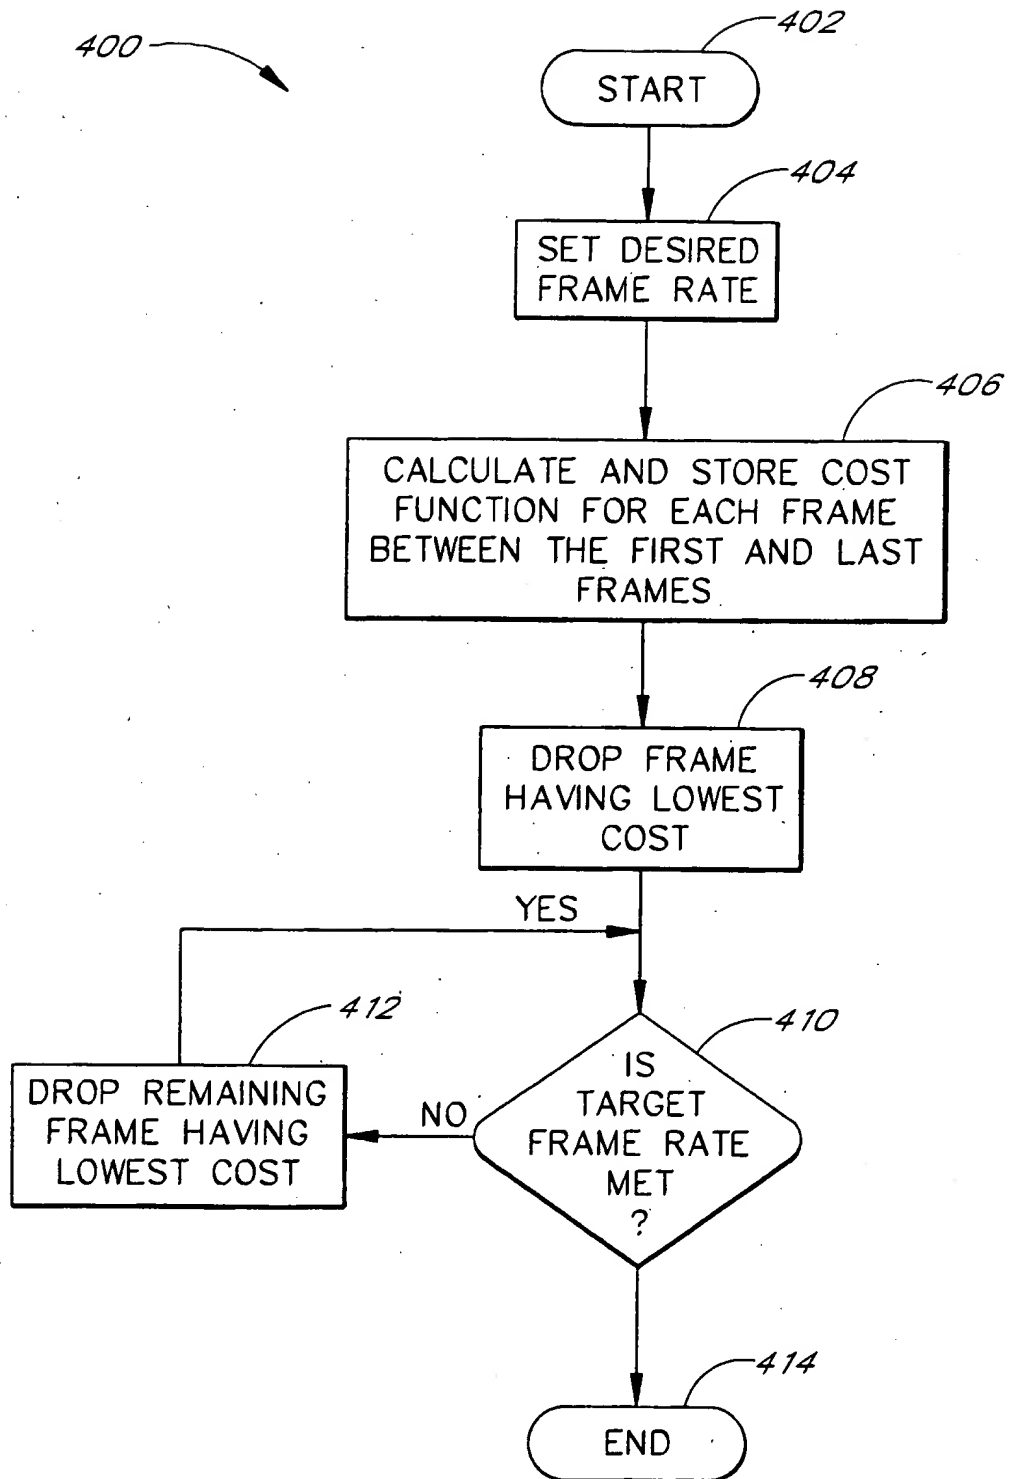 400
402
START
404
SET DESIRED
FRAME RATE
406
CALCULATE AND STORE COST
FUNCTION FOR EACH FRAME
BETWEEN THE FIRST AND LAST
FRAMES
408
DROP FRAME
HAVING LOWEST
COST
YES
412
410
IS
TARGET
FRAME RATE
MET
?
NO
DROP REMAINING
FRAME HAVING
LOWEST COST
414
END